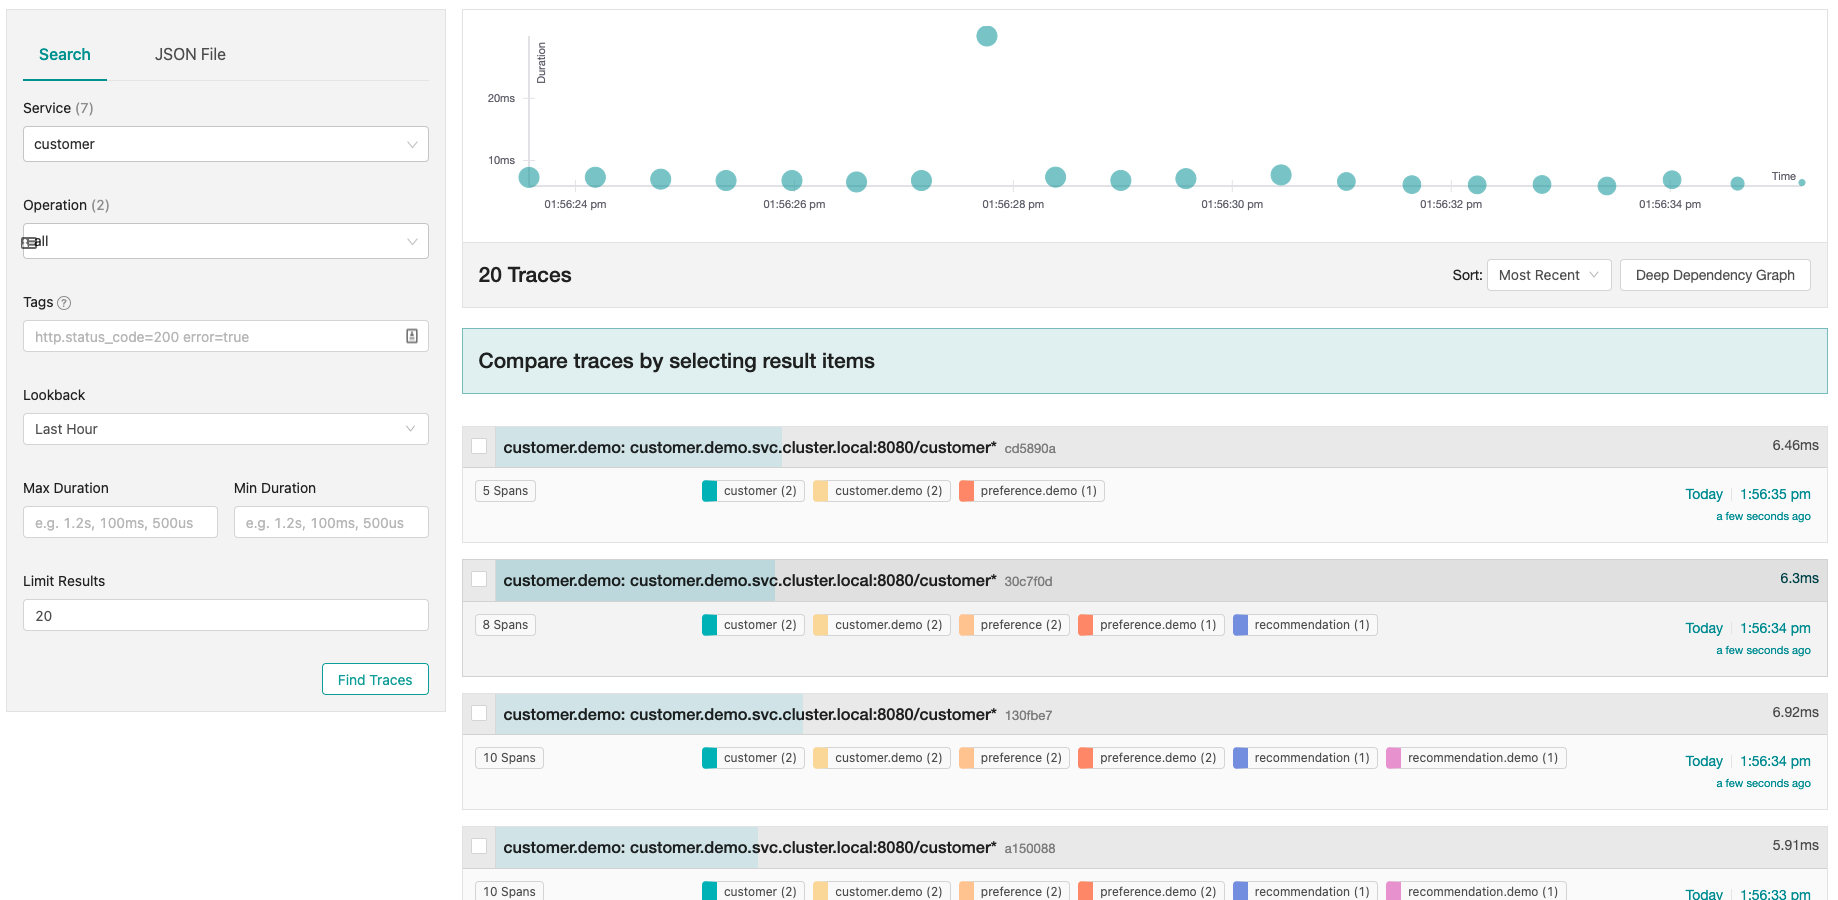 Search JSON File
Service (7)
customer
Operation (2)
all
Tags ?
http.status_code=200 error=true
Lookback
Last Hour
Max Duration Min Duration
e.g. 1.2s, 100ms, 500us e.g. 1.2s, 100ms, 500us
Limit Results
20
Find Traces
Duration
20ms
10ms
Time
01:56:24 pm 01:56:26 pm 01:56:28 pm 01:56:30 pm 01:56:32 pm 01:56:34 pm
20 Traces Sort: Most Recent Deep Dependency Graph
Compare traces by selecting result items
customer.demo: customer.demo.svc.cluster.local:8080/customer* cd5890a 6.46ms
5 Spans customer (2) customer.demo (2) preference.demo (1) Today 1:56:35 pm
a few seconds ago
customer.demo: customer.demo.svc.cluster.local:8080/customer* 30c7f0d 6.3ms
8 Spans customer (2) customer.demo (2) preference (2) preference.demo (1) recommendation (1) Today 1:56:34 pm
a few seconds ago
customer.demo: customer.demo.svc.cluster.local:8080/customer* 130fbe7 6.92ms
10 Spans customer (2) customer.demo (2) preference (2) preference.demo (2) recommendation (1) recommendation.demo (1) Today 1:56:34 pm
a few seconds ago
customer.demo: customer.demo.svc.cluster.local:8080/customer* a150088 5.91ms
10 Spans customer (2) customer.demo (2) preference (2) preference.demo (2) recommendation (1) recommendation.demo (1) Today 1:56:33 pm